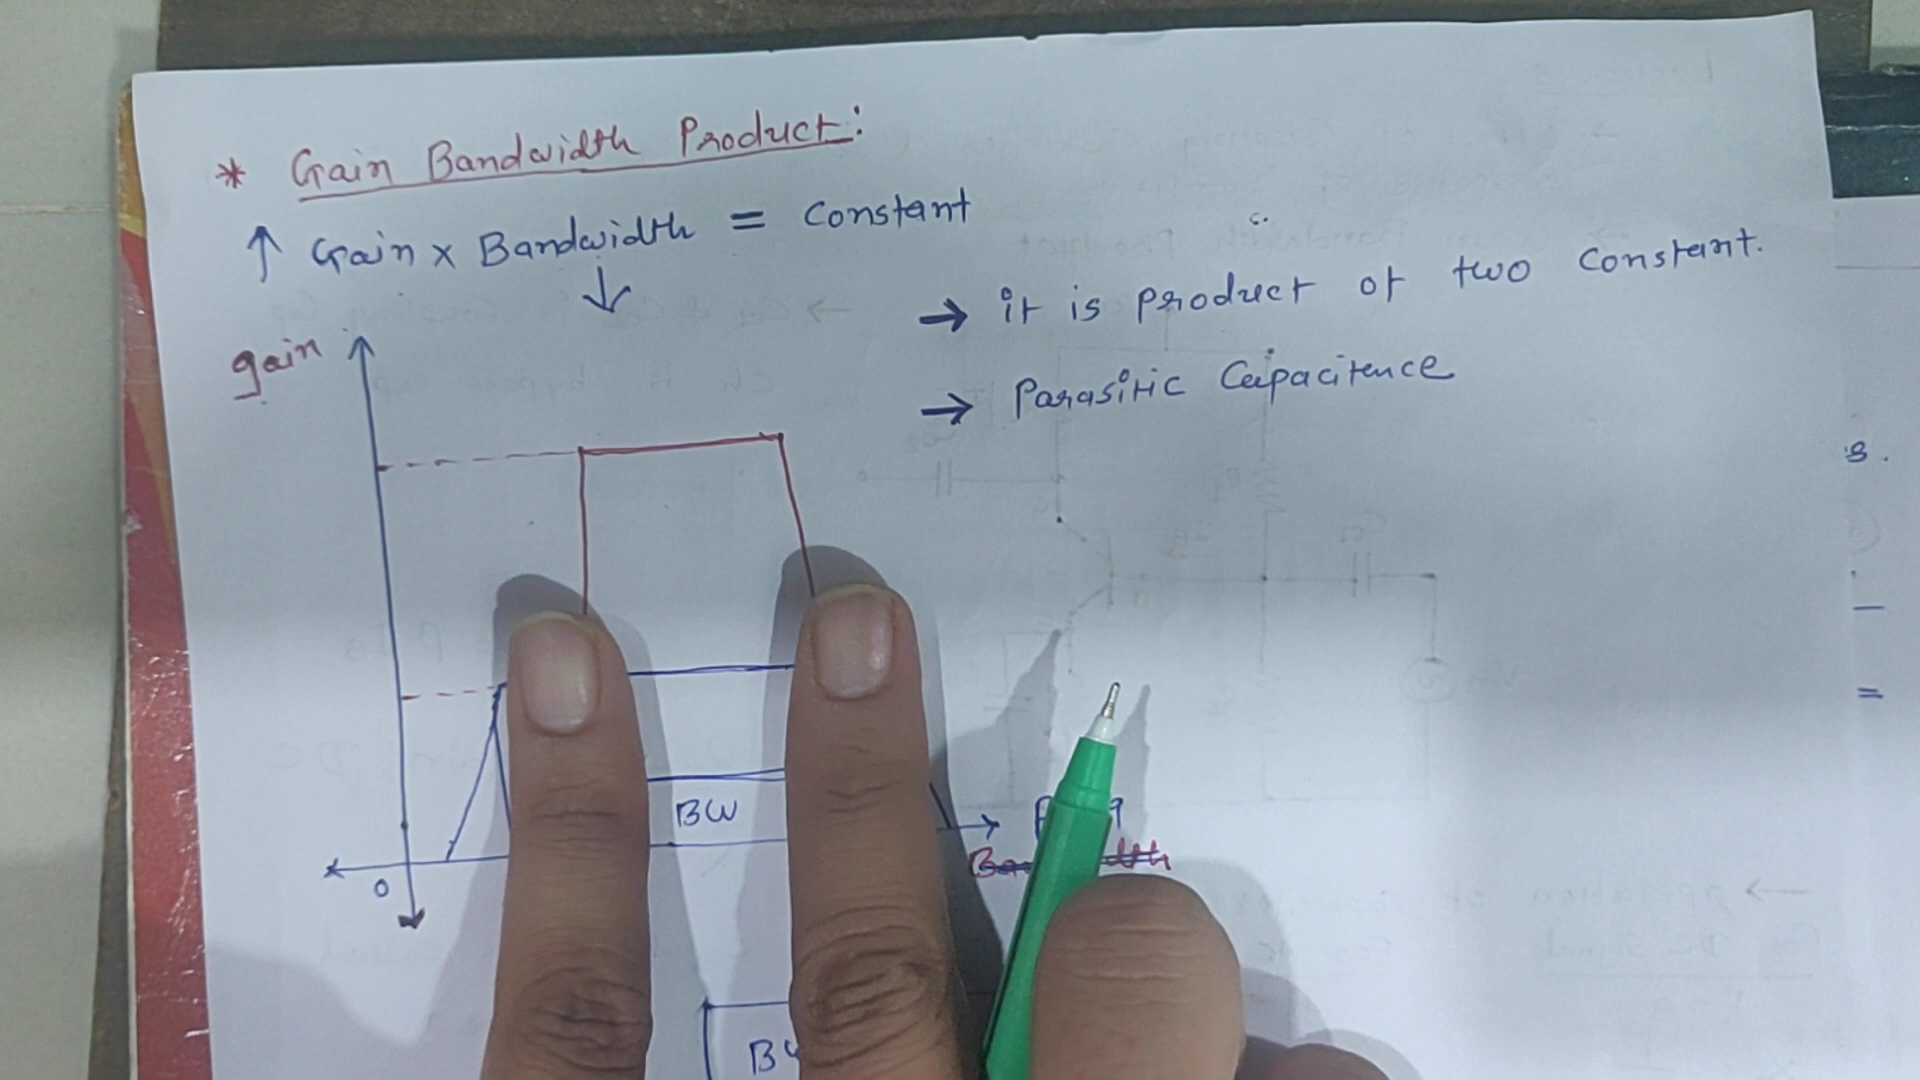 * Gain Bandwidth Product:
↑ Gain x Bandwidth = Constant
↓
→ it is product of two constant.
→ Parasitic Capacitence
gain
BW
0
s.